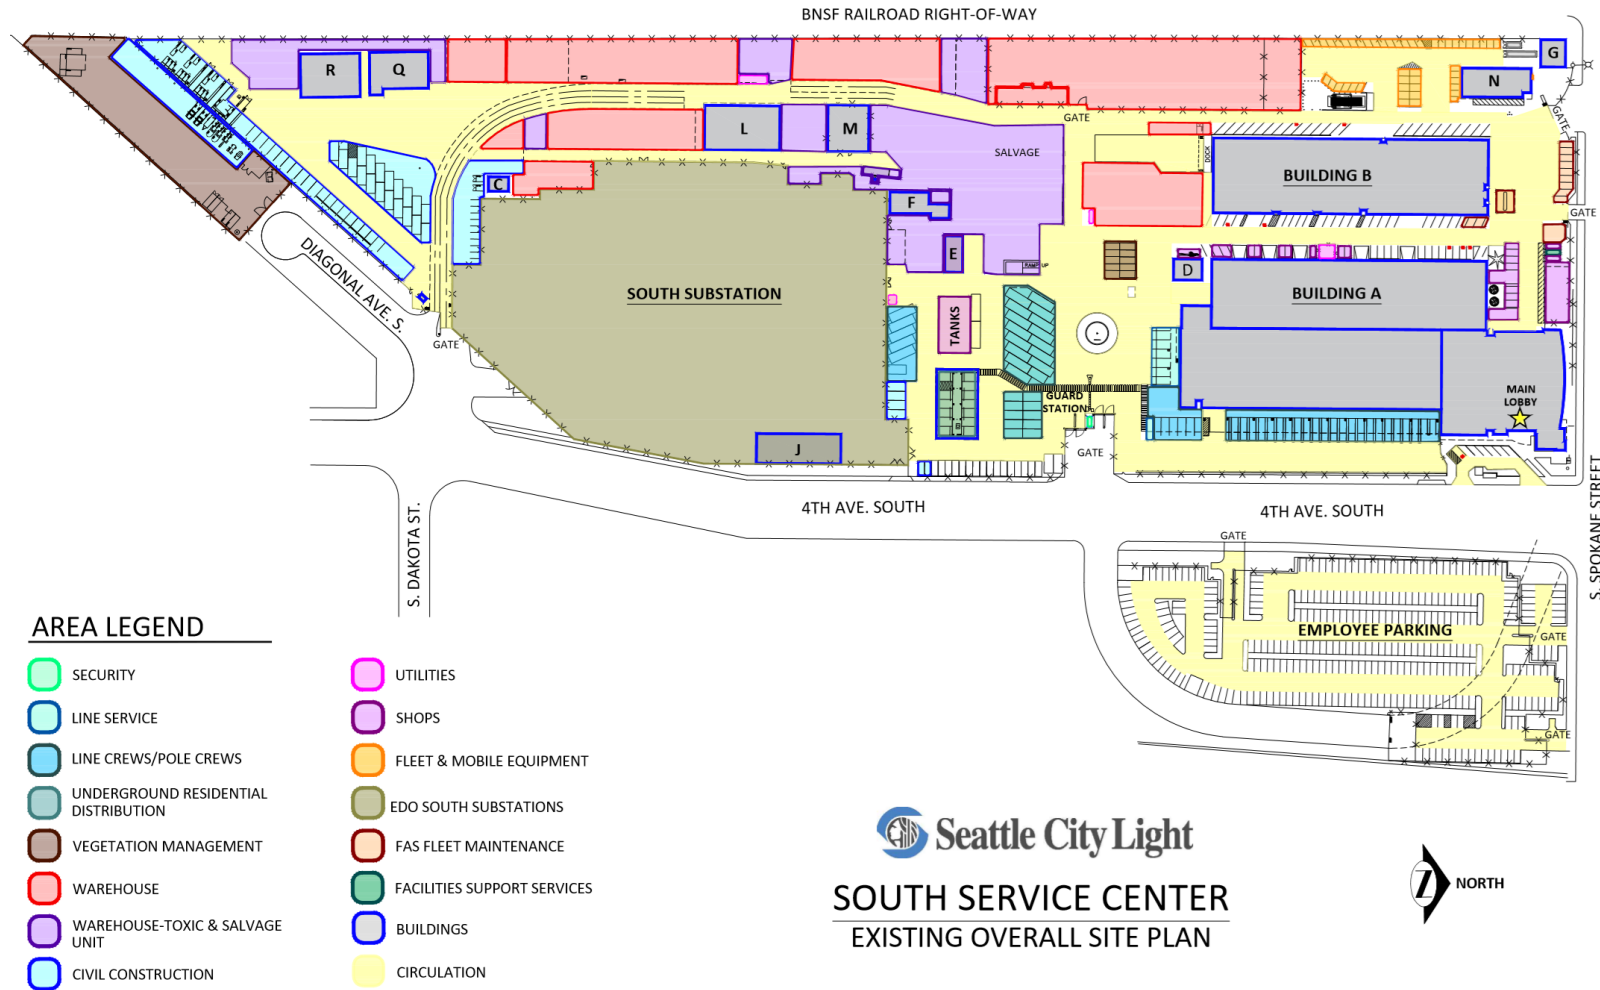 BNSF RAILROAD RIGHT-OF-WAY
G
R
Q
N
GATE
GATE
L
M
SALVAGE
DOCK
BUILDING B
C
F
GATE
E
RAMP UP
D
DIAGONAL AVE. S.
SOUTH SUBSTATION
BUILDING A
TANKS
GATE
MAIN
LOBBY
GUARD
STATION
J
GATE
S. DAKOTA ST.
4TH AVE. SOUTH
4TH AVE. SOUTH
S. SPOKANE STREET
GATE
EMPLOYEE PARKING
GATE
GATE
AREA LEGEND
SECURITY
LINE SERVICE
LINE CREWS/POLE CREWS
UNDERGROUND RESIDENTIAL
DISTRIBUTION
VEGETATION MANAGEMENT
WAREHOUSE
WAREHOUSE-TOXIC & SALVAGE
UNIT
CIVIL CONSTRUCTION
UTILITIES
SHOPS
FLEET & MOBILE EQUIPMENT
EDO SOUTH SUBSTATIONS
FAS FLEET MAINTENANCE
FACILITIES SUPPORT SERVICES
BUILDINGS
CIRCULATION
Seattle City Light
SOUTH SERVICE CENTER
EXISTING OVERALL SITE PLAN
Z
NORTH